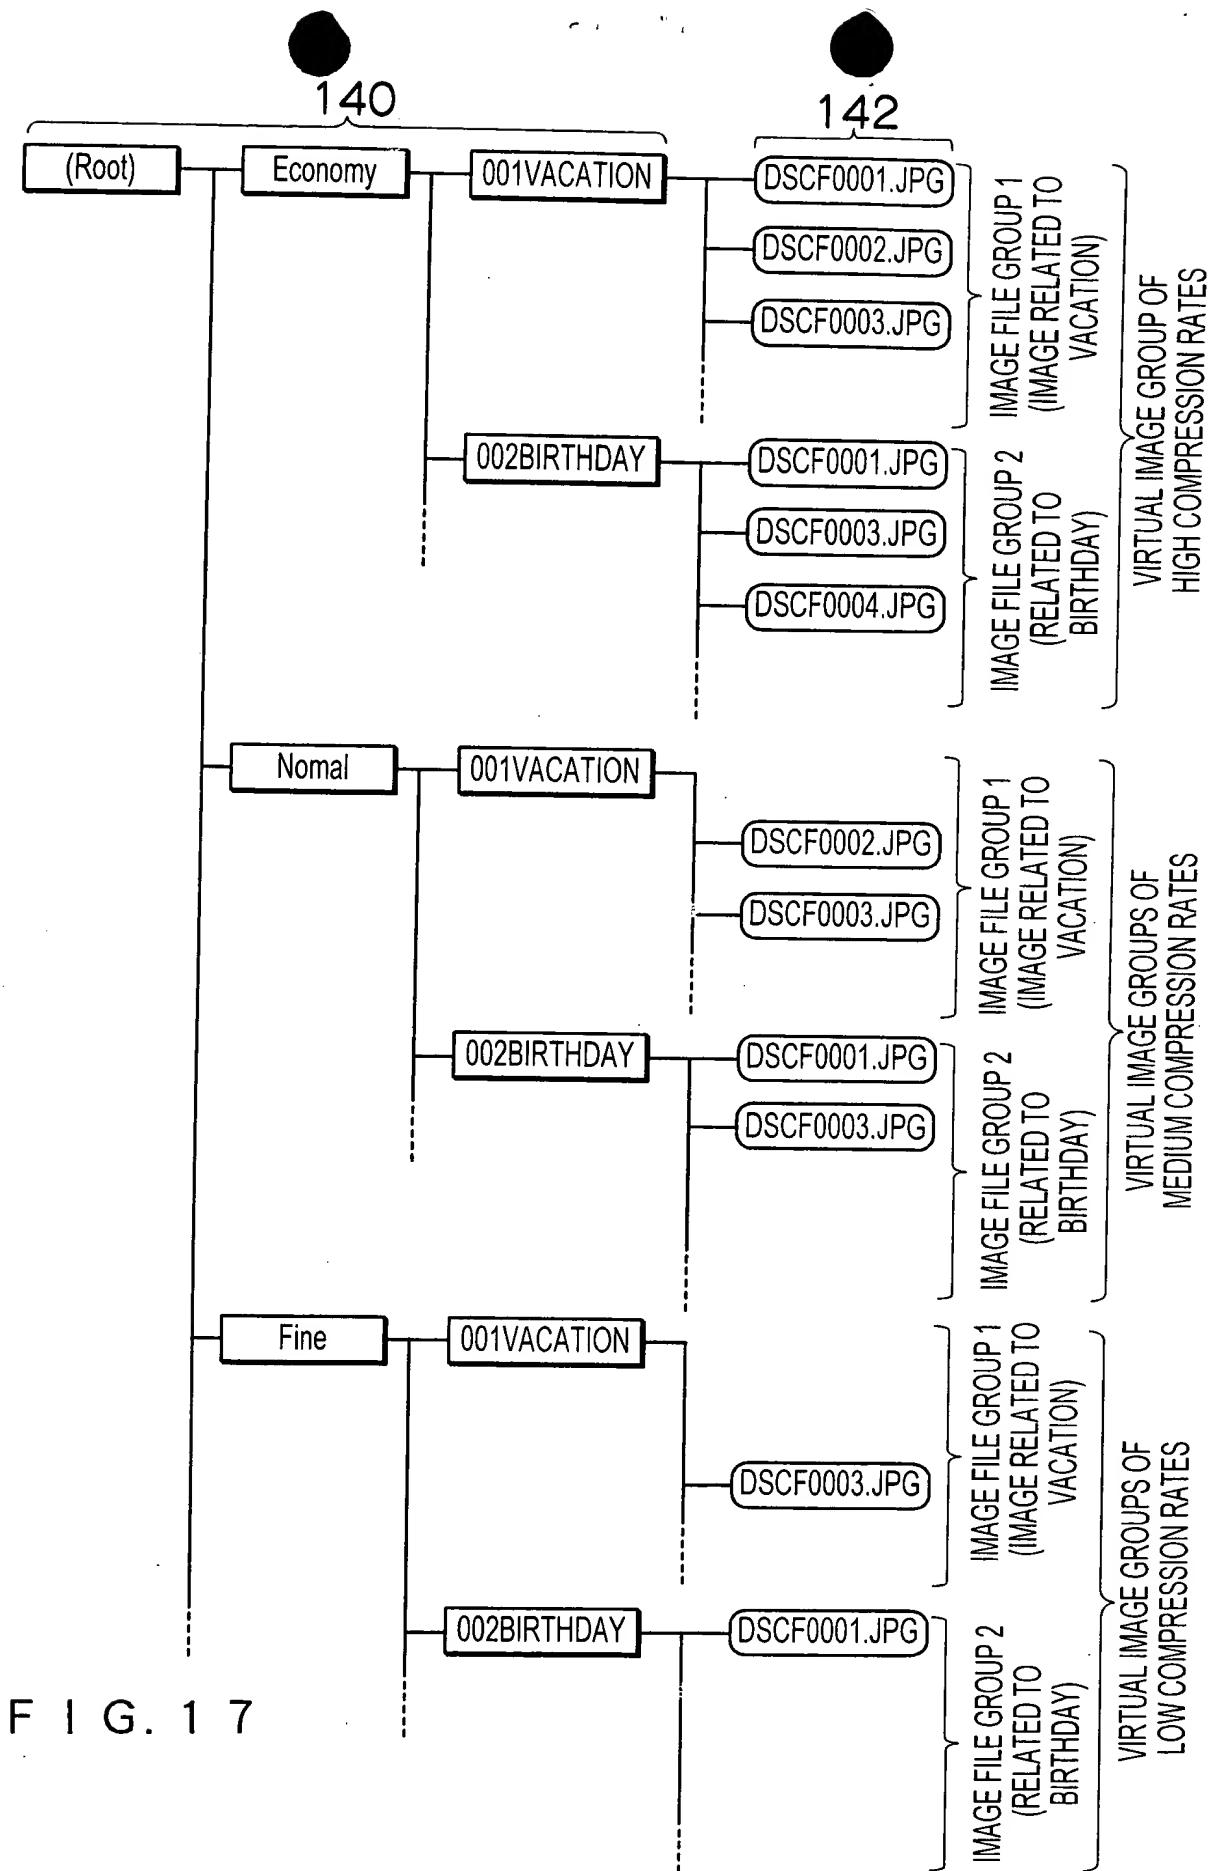 140
142
(Root)
Economy
001VACATION
DSCF0001.JPG
DSCF0002.JPG
DSCF0003.JPG
IMAGE FILE GROUP 1
(IMAGE RELATED TO
VACATION)
002BIRTHDAY
DSCF0001.JPG
DSCF0003.JPG
DSCF0004.JPG
IMAGE FILE GROUP 2
(RELATED TO
BIRTHDAY)
VIRTUAL IMAGE GROUP OF
HIGH COMPRESSION RATES
Nomal
001VACATION
DSCF0002.JPG
DSCF0003.JPG
IMAGE FILE GROUP 1
(IMAGE RELATED TO
VACATION)
002BIRTHDAY
DSCF0001.JPG
DSCF0003.JPG
IMAGE FILE GROUP 2
(RELATED TO
BIRTHDAY)
VIRTUAL IMAGE GROUPS OF
MEDIUM COMPRESSION RATES
Fine
001VACATION
DSCF0003.JPG
IMAGE FILE GROUP 1
(IMAGE RELATED TO
VACATION)
002BIRTHDAY
DSCF0001.JPG
IMAGE FILE GROUP 2
(RELATED TO
BIRTHDAY)
VIRTUAL IMAGE GROUPS OF
LOW COMPRESSION RATES
FIG. 17